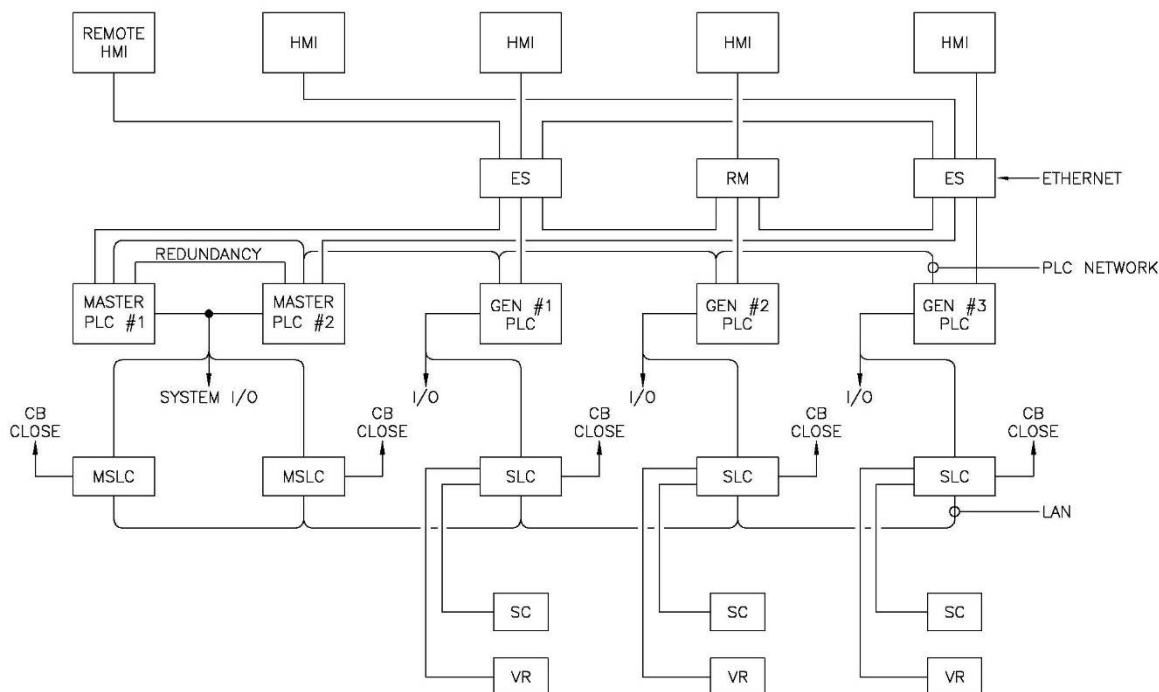 REMOTE
HMI
HMI
HMI
HMI
HMI
ES
RM
ES
ETHERNET
REDUNDANCY
PLC NETWORK
MASTER
PLC #1
MASTER
PLC #2
GEN #1
PLC
GEN #2
PLC
GEN #3
PLC
SYSTEM I/O
I/O
I/O
I/O
CB
CLOSE
CB
CLOSE
CB
CLOSE
CB
CLOSE
CB
CLOSE
MSLC
MSLC
SLC
SLC
SLC
LAN
SC
SC
SC
VR
VR
VR